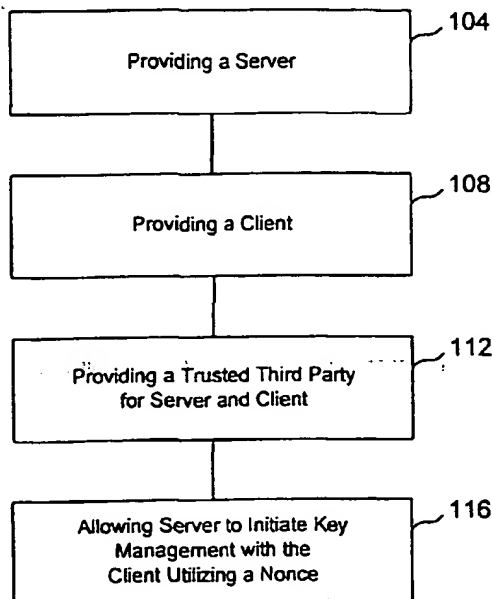 104
Providing a Server
108
Providing a Client
112
Providing a Trusted Third Party
for Server and Client
116
Allowing Server to Initiate Key
Management with the
Client Utilizing a Nonce